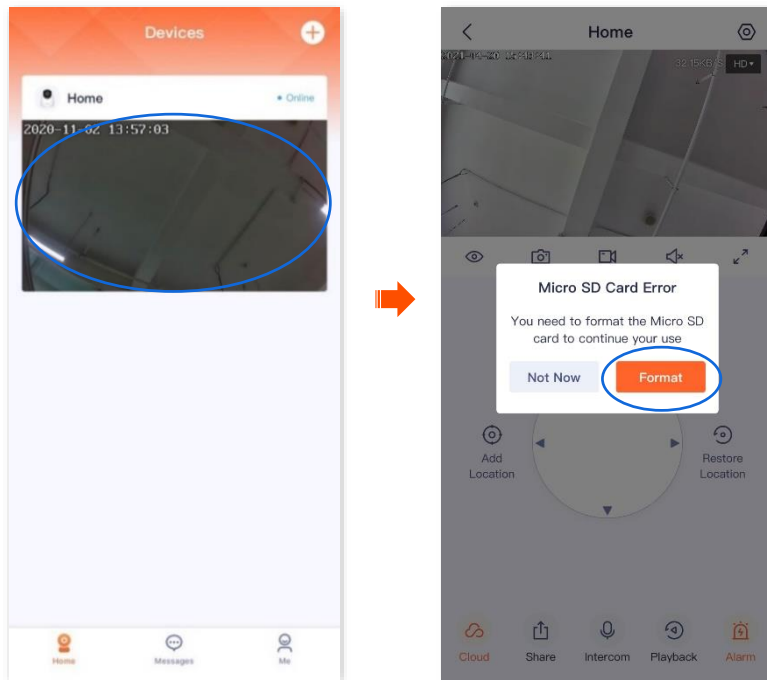 Devices
Home
Online
2020-11-02 13:57:03
Home
Messages
Me
Home
HD
Micro SD Card Error
You need to format the Micro SD
card to continue your use
Not Now
Format
Add
Location
Restore
Location
Cloud
Share
Intercom
Playback
Alarm